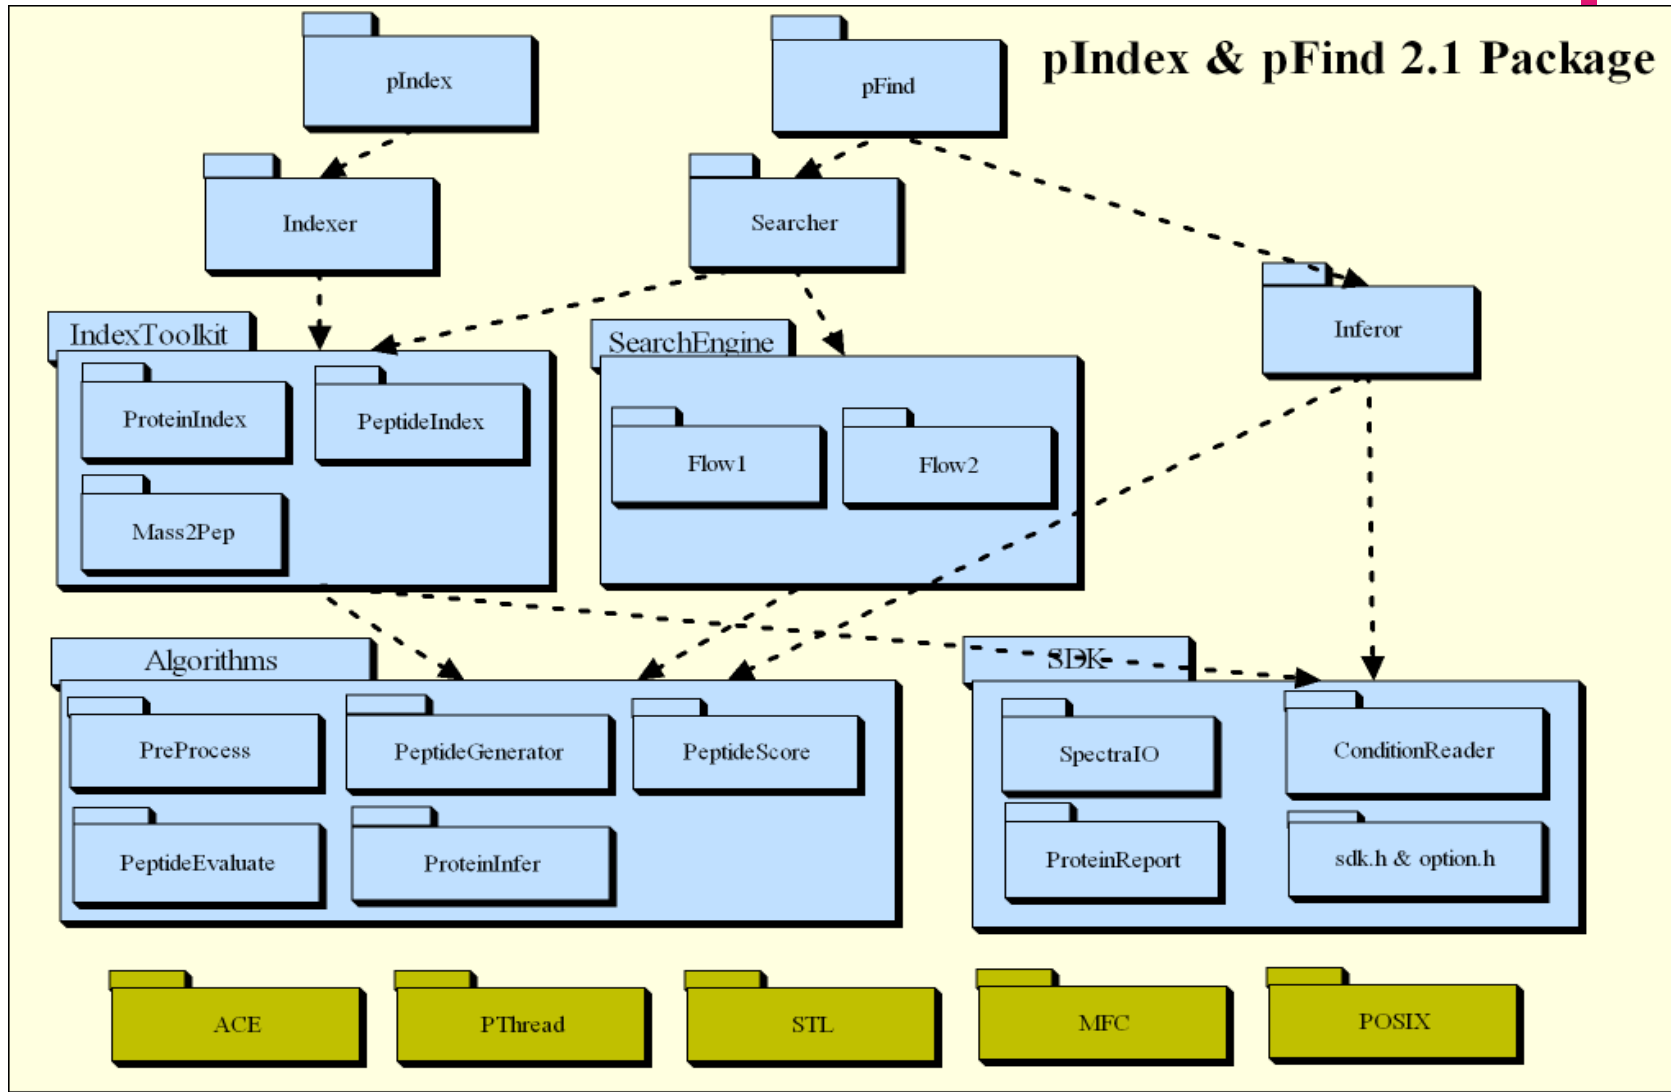 pIndex & pFind 2.1 Package
pIndex
pFind
Indexer
Searcher
Inferor
IndexToolkit
ProteinIndex
PeptideIndex
Mass2Pep
SearchEngine
Flow1
Flow2
Algorithms
PreProcess
PeptideGenerator
PeptideScore
PeptideEvaluate
ProteinInfer
SDK
SpectraIO
ConditionReader
ProteinReport
sdk.h & option.h
ACE
PThread
STL
MFC
POSIX